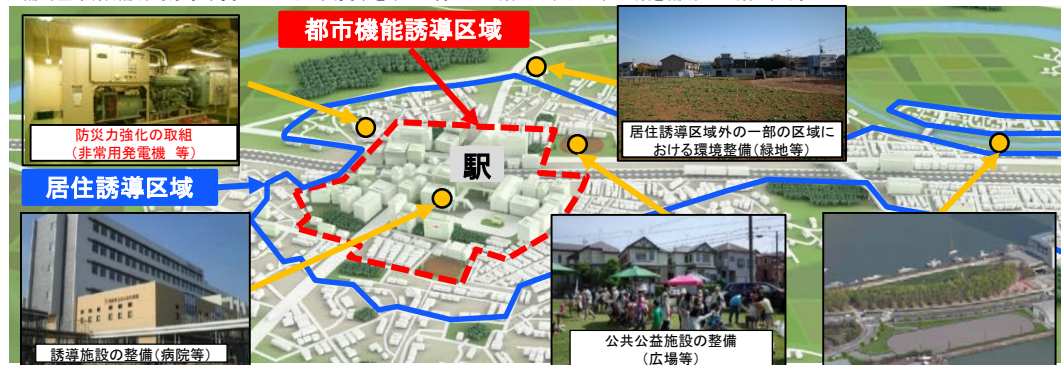 都市機能誘導区域
防災力強化の取組
(非常用発電機 等)
居住誘導区域外の一部の区域に
おける環境整備(緑地等)
駅
居住誘導区域
誘導施設の整備(病院等)
公共公益施設の整備
(広場等)